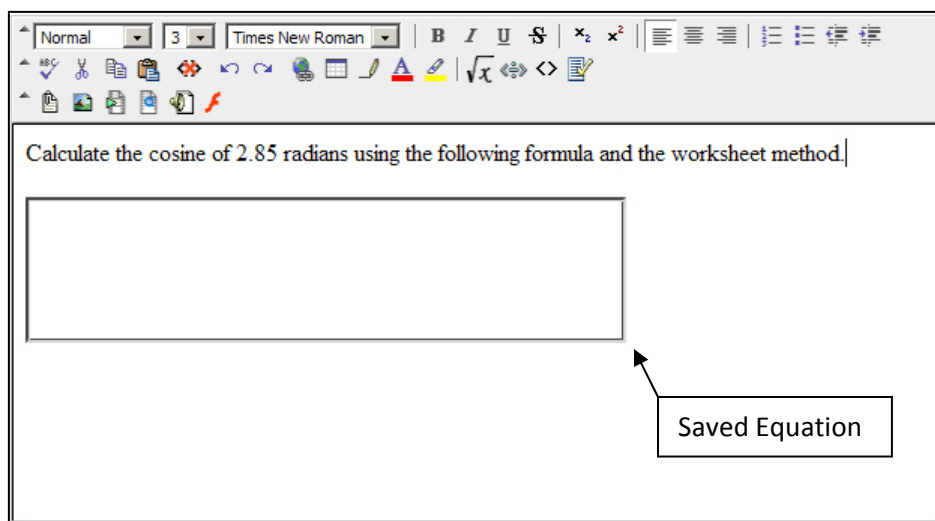 Normal 3 Times New Roman B I U S x₂ x²
ABC A √x
Calculate the cosine of 2.85 radians using the following formula and the worksheet method.
Saved Equation